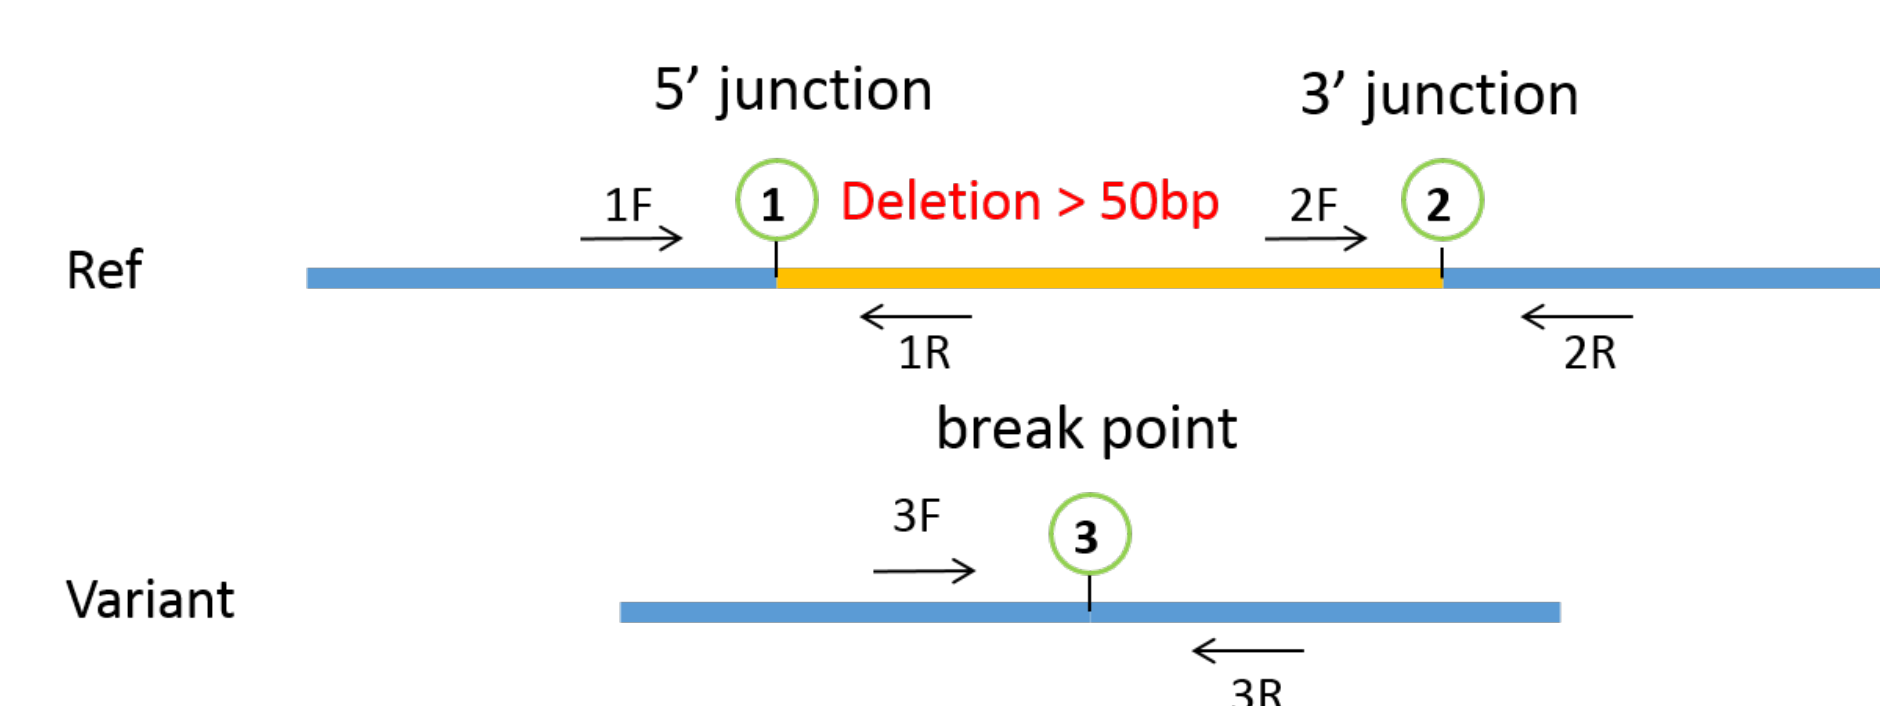 5’ junction
3’ junction
1F
1
Deletion > 50bp
2F
2
Ref
1R
2R
break point
3F
3
Variant
3R